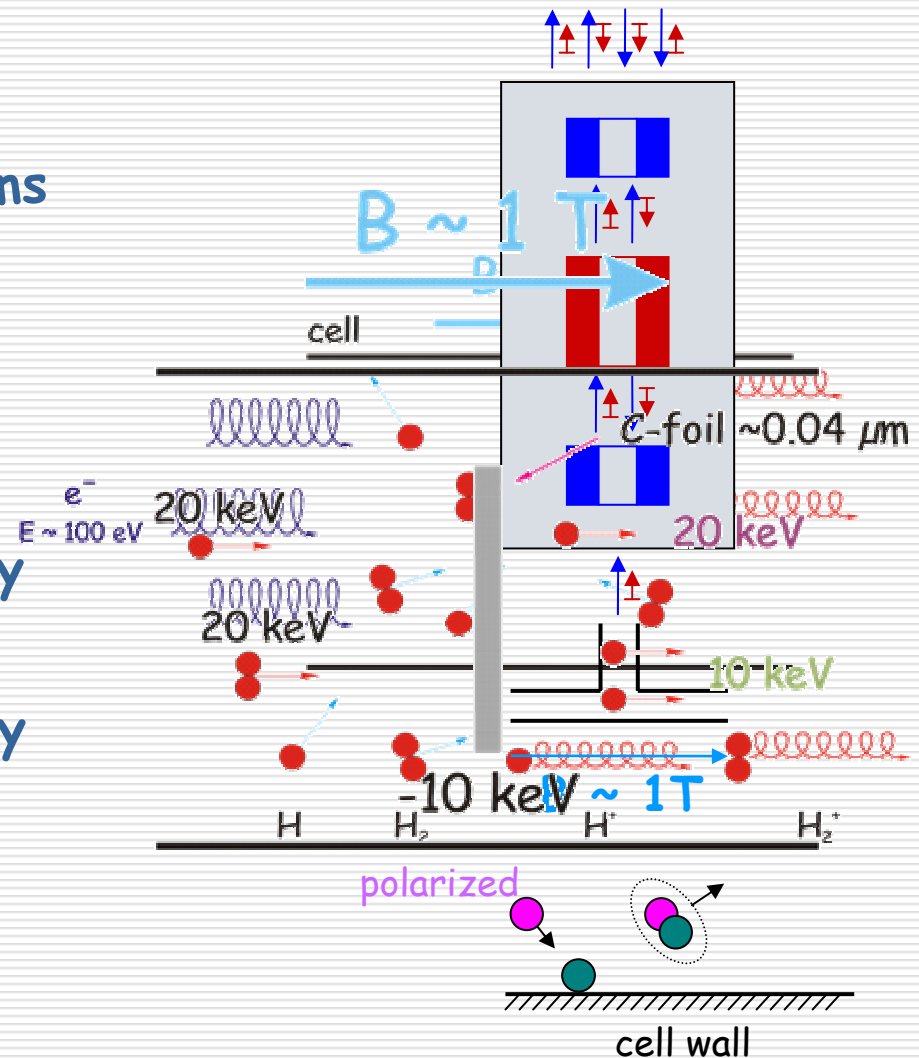 ns
B ~ 1 T
B
cell
C-foil ~0.04 μm
e⁻
20 keV
E ~ 100 eV
20 keV
y
20 keV
10 keV
y
-10 keV
~ 1T
H
H₂
H⁺
H₂⁺
polarized
cell wall